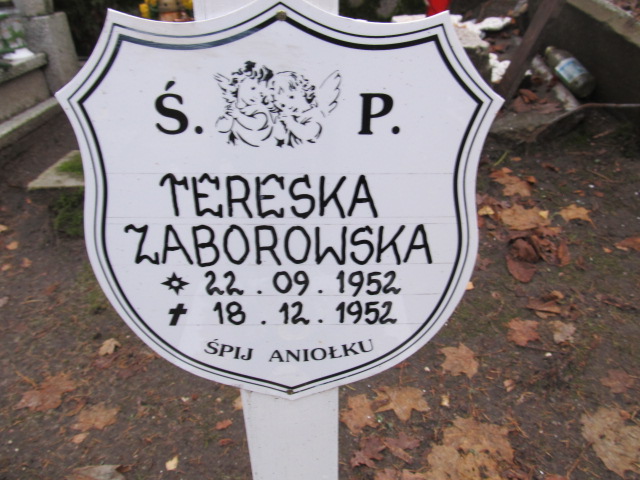 Ś. P.
TERESKA
ZABOROWSKA
22.09.1952
18.12.1952
ŚPIJ ANIOŁKU